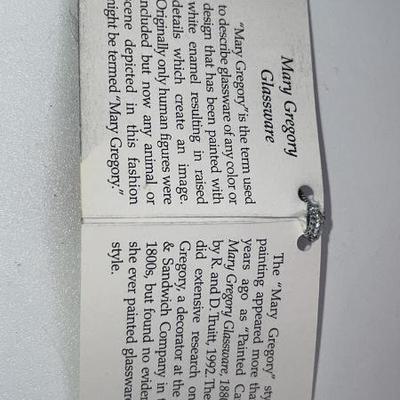 Mary Gregory
Glassware
"Mary Gregory" is the term used
to describe glassware of any color or
design that has been painted with
white enamel resulting in raised
details which create an image.
Originally only human figures were
included but now any animal, or
cene depicted in this fashion
ight be termed "Mary Gregory."
The "Mary Gregory" sty
painting appeared more tha
years ago as "Painted Ca
Mary Gregory Glassware, 188
by R. and D. Truitt, 1992. The
did extensive research on
Gregory, a decorator at the
& Sandwich Company in
1800s, but found no eviden
she ever painted glassware
style.